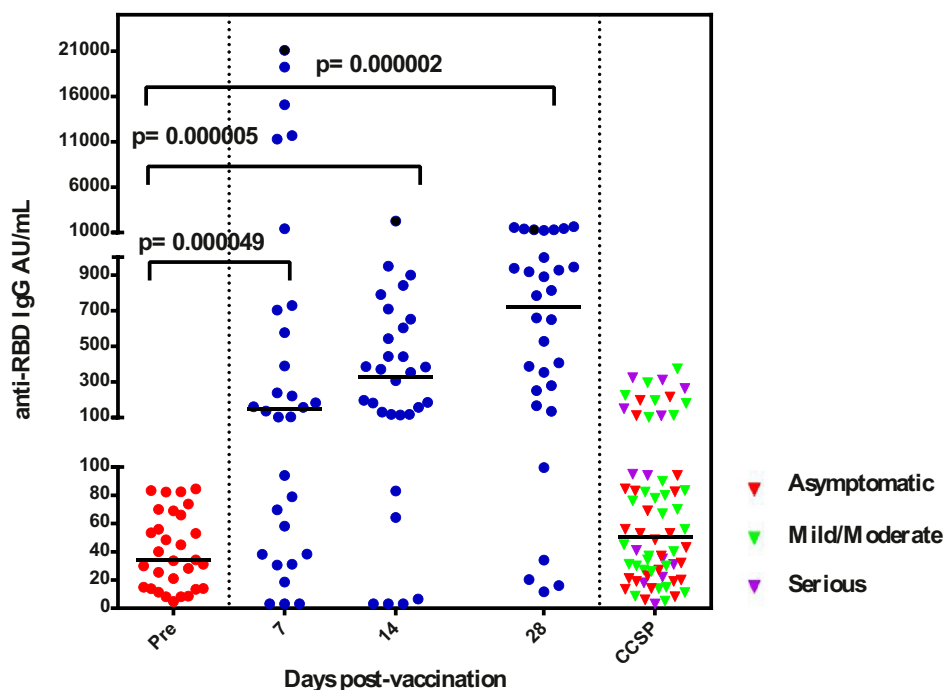 21000
16000
11000
6000
1000
900
700
500
300
100
100
80
60
40
20
0
anti-RBD IgG AU/mL
p= 0.000002
p= 0.000005
p= 0.000049
Pre
7
14
28
CCSP
Days post-vaccination
Asymptomatic
Mild/Moderate
Serious